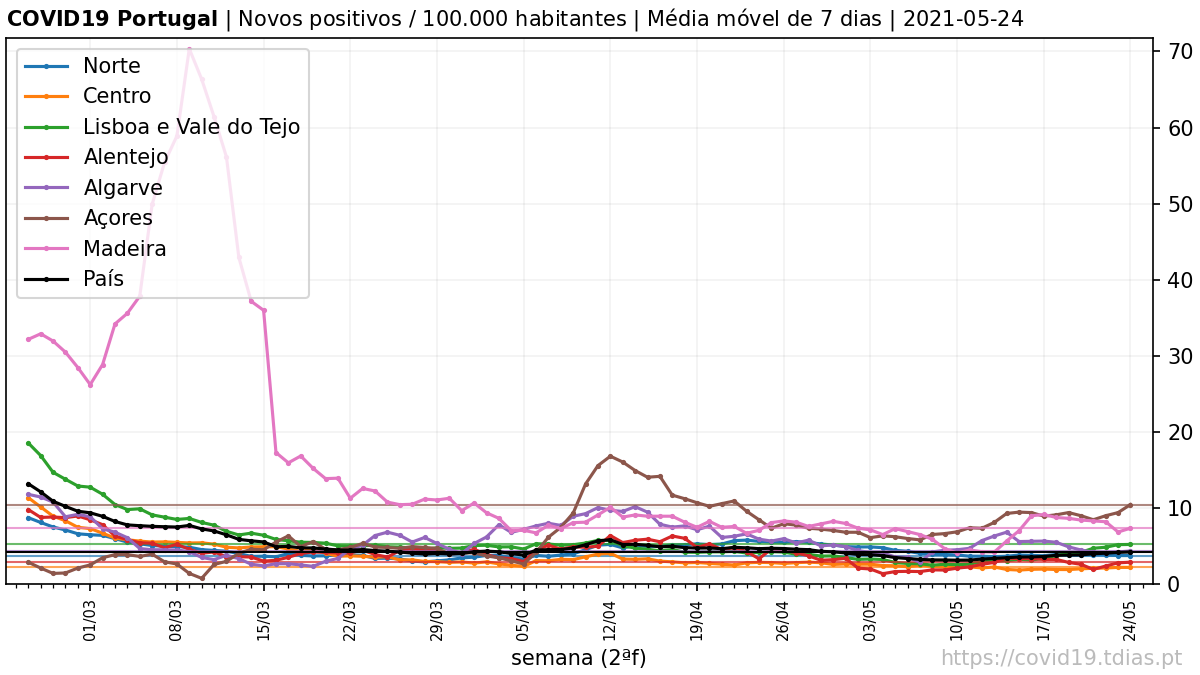 COVID19 Portugal | Novos positivos / 100.000 habitantes | Média móvel de 7 dias | 2021-05-24
Norte
Centro
Lisboa e Vale do Tejo
Alentejo
Algarve
Açores
Madeira
País
70
60
50
40
30
20
10
0
01/03 08/03 15/03 22/03 29/03 05/04 12/04 19/04 26/04 03/05 10/05 17/05 24/05
semana (2ªf)
https://covid19.tdias.pt